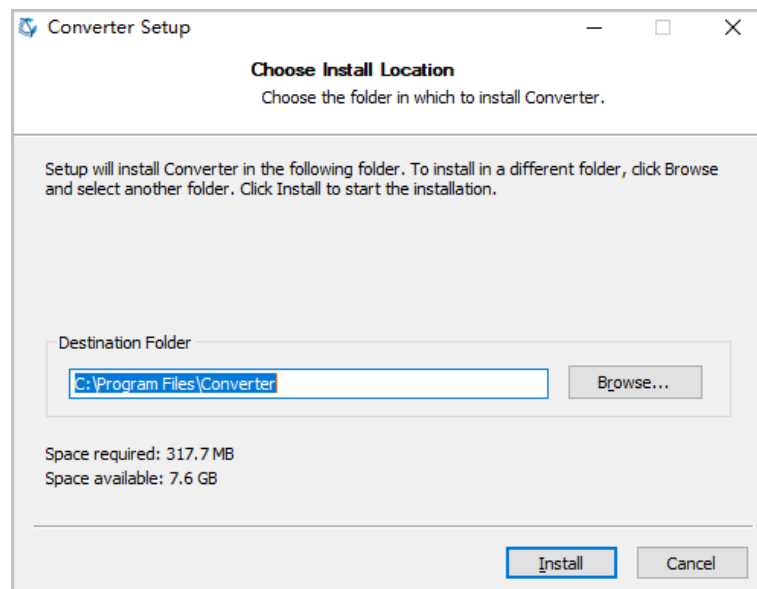 Converter Setup
Choose Install Location
Choose the folder in which to install Converter.
Setup will install Converter in the following folder. To install in a different folder, click Browse
and select another folder. Click Install to start the installation.
Destination Folder
C:\Program Files\Converter
Browse...
Space required: 317.7 MB
Space available: 7.6 GB
Install
Cancel